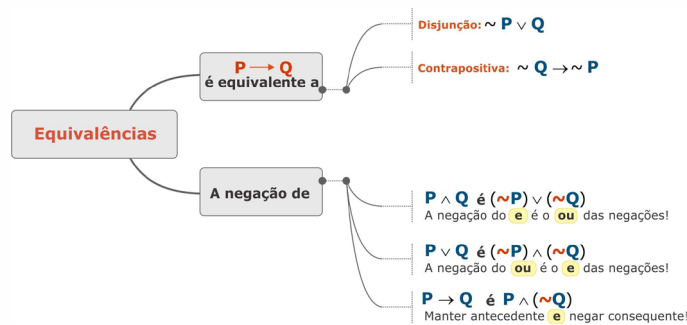 Equivalências
P → Q
é equivalente a
Disjunção: ~ P ∨ Q
Contrapositiva: ~ Q →~ P
A negação de
P ∧ Q é (~P) ∨ (~Q)
A negação do e é o ou das negações!
P ∨ Q é (~P) ∧ (~Q)
A negação do ou é o e das negações!
P → Q é P ∧ (~Q)
Manter antecedente e negar consequente!